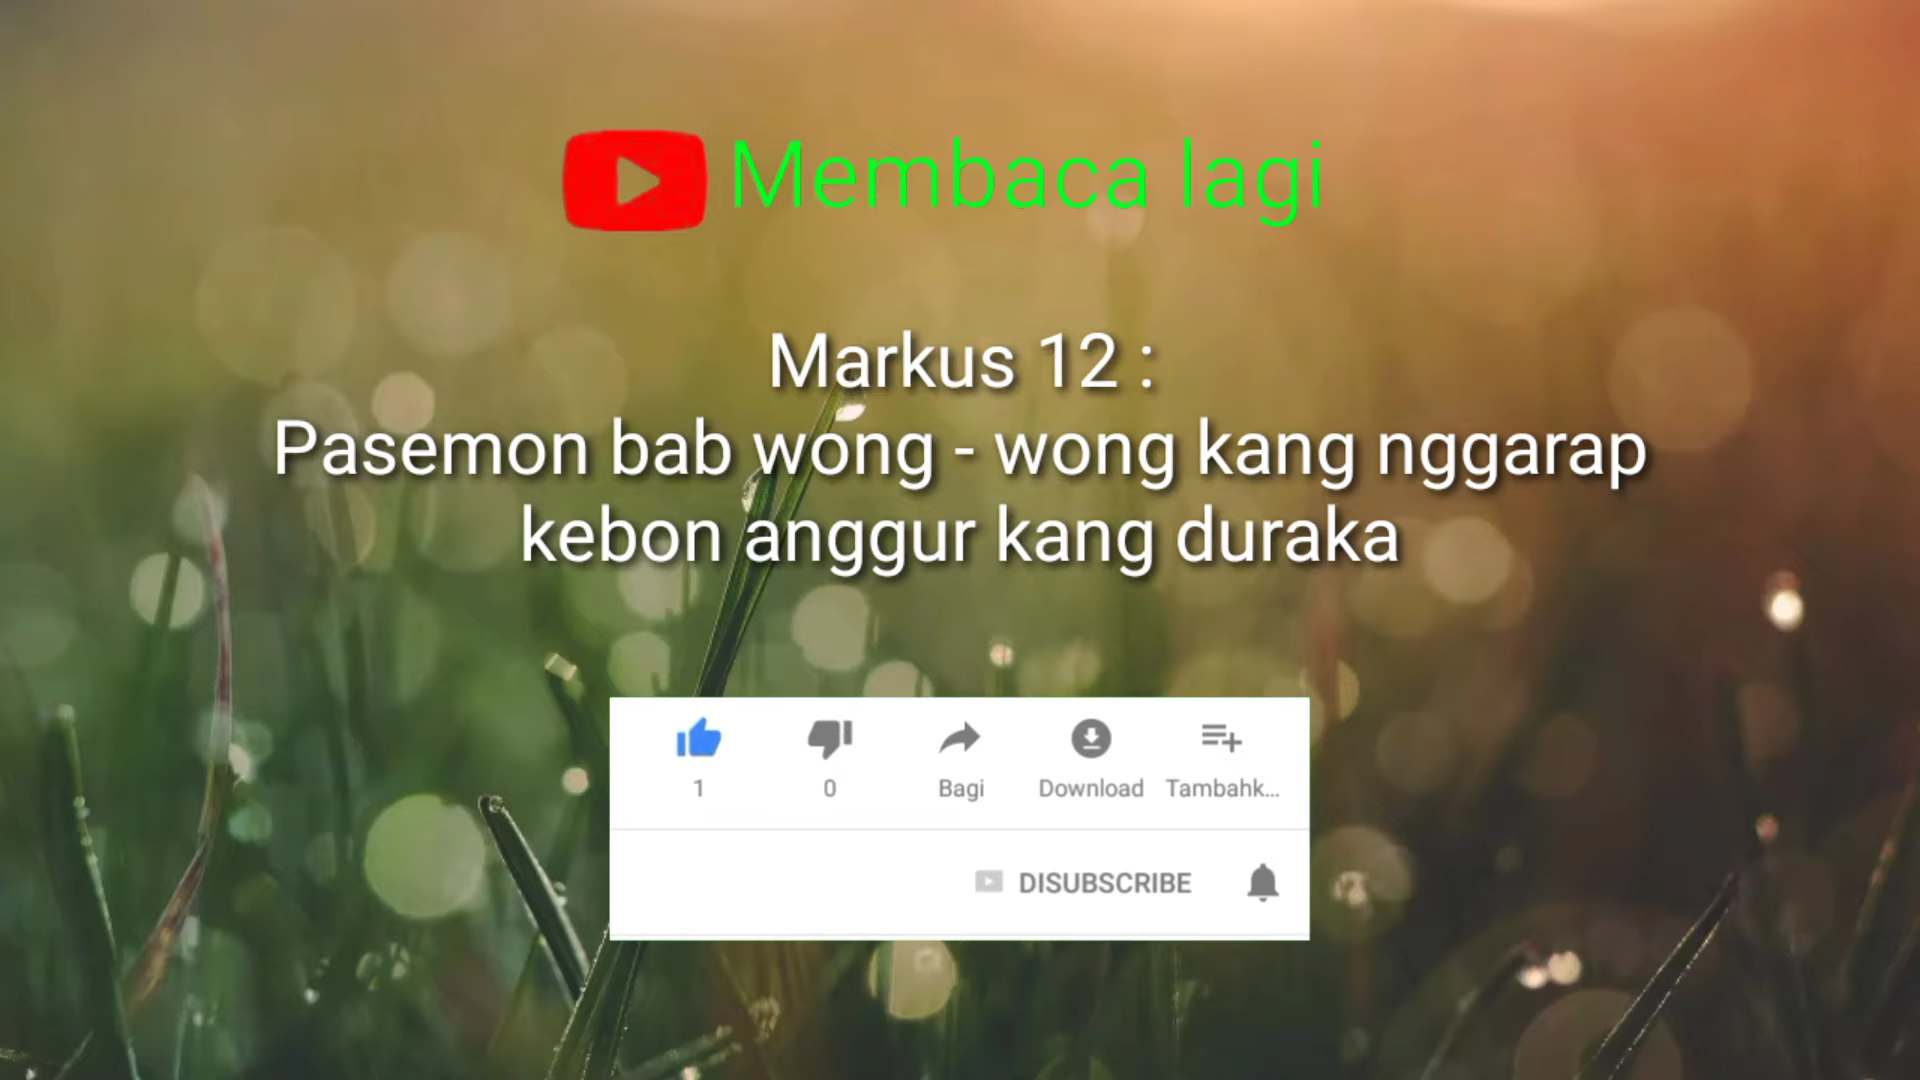 Membaca lagi
Markus 12 :
Pasemon bab wong - wong kang nggarap
kebon anggur kang duraka
1 0 Bagi Download Tambahk...
DISUBSCRIBE